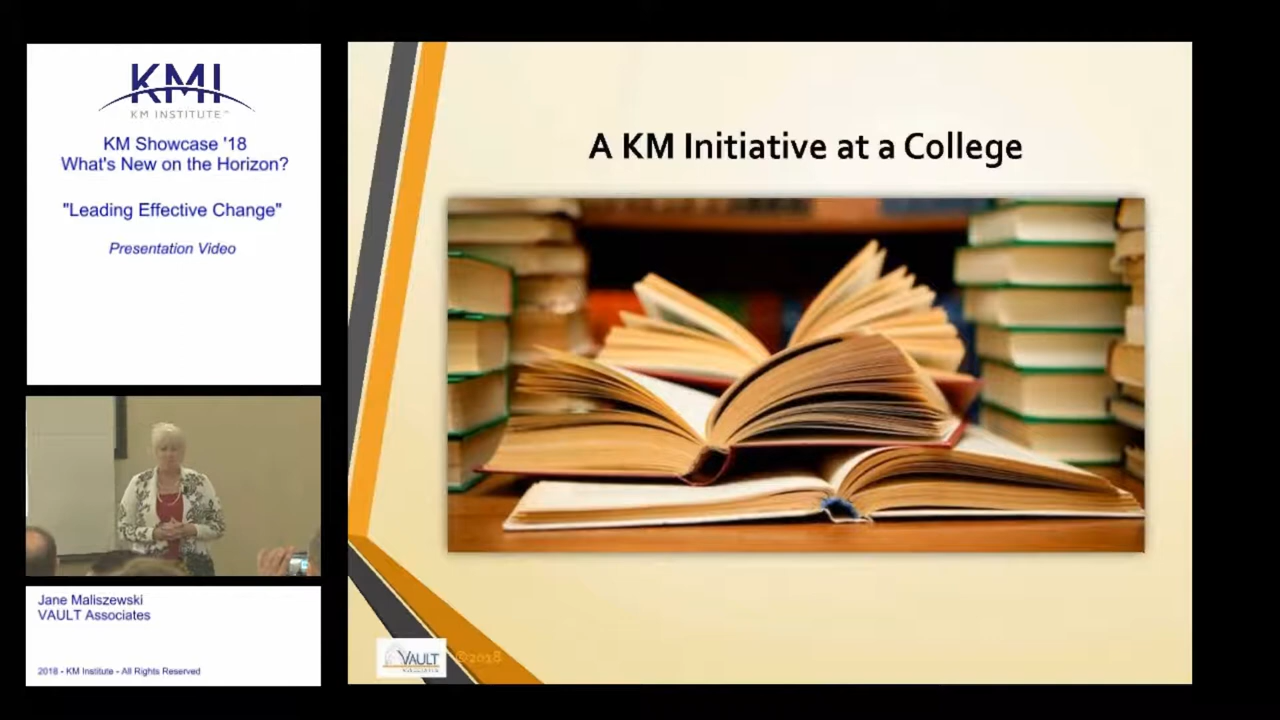 KMI
KM INSTITUTE
KM Showcase '18
What's New on the Horizon?
"Leading Effective Change"
Presentation Video
Jane Maliszewski
VAULT Associates
2018 - KM Institute - All Rights Reserved
A KM Initiative at a College
VAULT
©2018